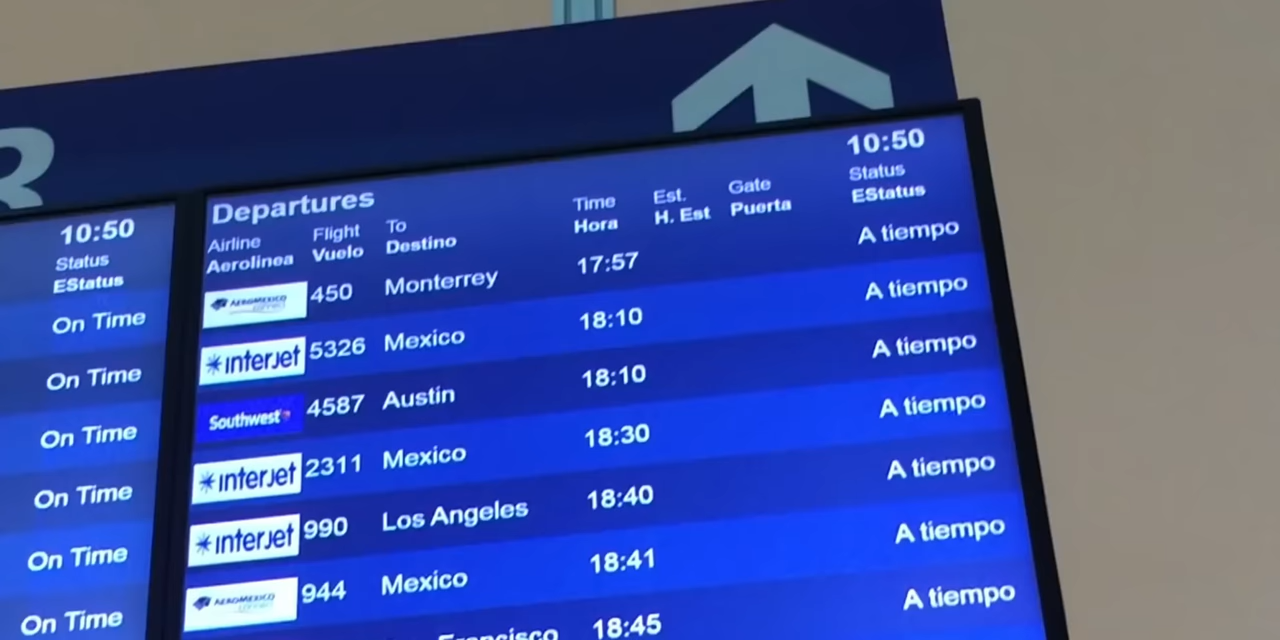 R
10:50
Status
EStatus
On Time
On Time
On Time
On Time
On Time
On Time
Departures 10:50
Airline Flight To Time Est. Gate Status
Aerolinea Vuelo Destino Hora H. Est Puerta EStatus
AEROMEXICO 450 Monterrey 17:57 A tiempo
interjet 5326 Mexico 18:10 A tiempo
Southwest 4587 Austin 18:10 A tiempo
interjet 2311 Mexico 18:30 A tiempo
interjet 990 Los Angeles 18:40 A tiempo
AEROMEXICO 944 Mexico 18:41 A tiempo
Francisco 18:45 A tiempo